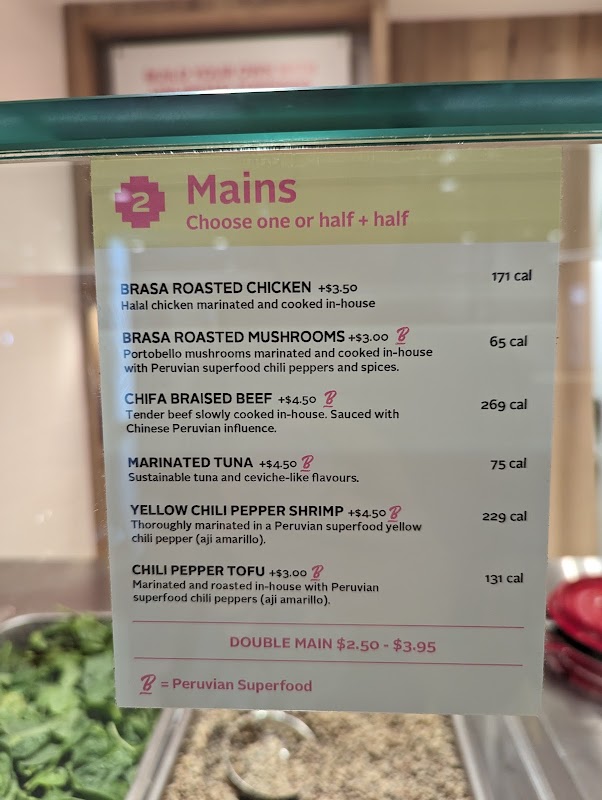 2 Mains
Choose one or half + half
BRASA ROASTED CHICKEN +$3.50 171 cal
Halal chicken marinated and cooked in-house
BRASA ROASTED MUSHROOMS +$3.00 B 65 cal
Portobello mushrooms marinated and cooked in-house
with Peruvian superfood chili peppers and spices.
CHIFA BRAISED BEEF +$4.50 B 269 cal
Tender beef slowly cooked in-house. Sauced with
Chinese Peruvian influence.
MARINATED TUNA +$4.50 B 75 cal
Sustainable tuna and ceviche-like flavours.
YELLOW CHILI PEPPER SHRIMP +$4.50 B 229 cal
Thoroughly marinated in a Peruvian superfood yellow
chili pepper (aji amarillo).
CHILI PEPPER TOFU +$3.00 B 131 cal
Marinated and roasted in-house with Peruvian
superfood chili peppers (aji amarillo).
DOUBLE MAIN $2.50 - $3.95
B = Peruvian Superfood